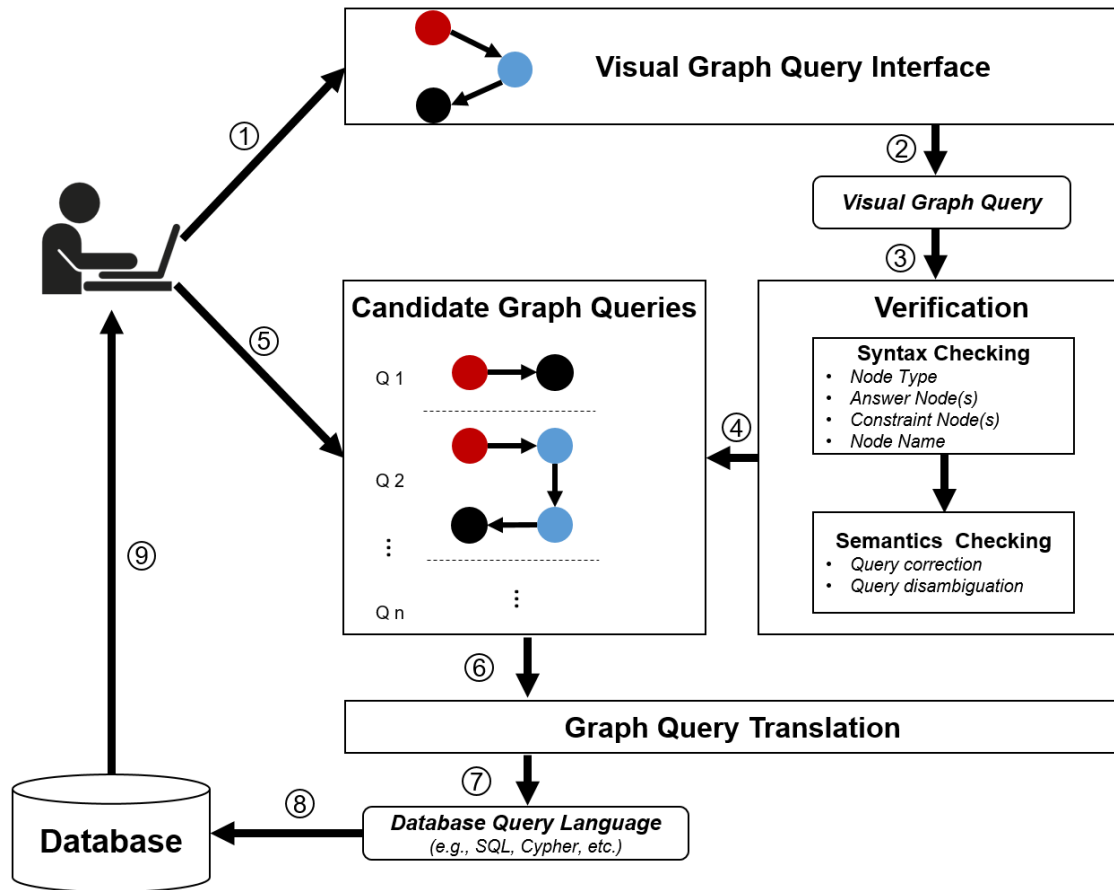 Visual Graph Query Interface
①
②
Visual Graph Query
③
Candidate Graph Queries
Verification
⑤
Q 1
Syntax Checking
• Node Type
• Answer Node(s)
• Constraint Node(s)
• Node Name
④
Q 2
⑨
...
Semantics Checking
• Query correction
• Query disambiguation
...
Q n
⑥
Graph Query Translation
⑦
⑧
Database Query Language
(e.g., SQL, Cypher, etc.)
Database